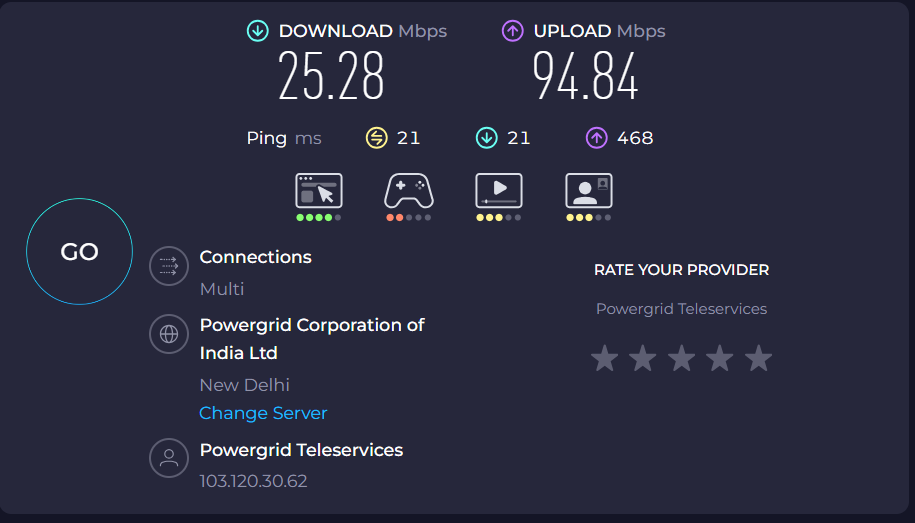 DOWNLOAD Mbps
25.28
UPLOAD Mbps
94.84
Ping ms 21 21 468
GO
Connections
Multi
Powergrid Corporation of
India Ltd
New Delhi
Change Server
Powergrid Teleservices
103.120.30.62
RATE YOUR PROVIDER
Powergrid Teleservices